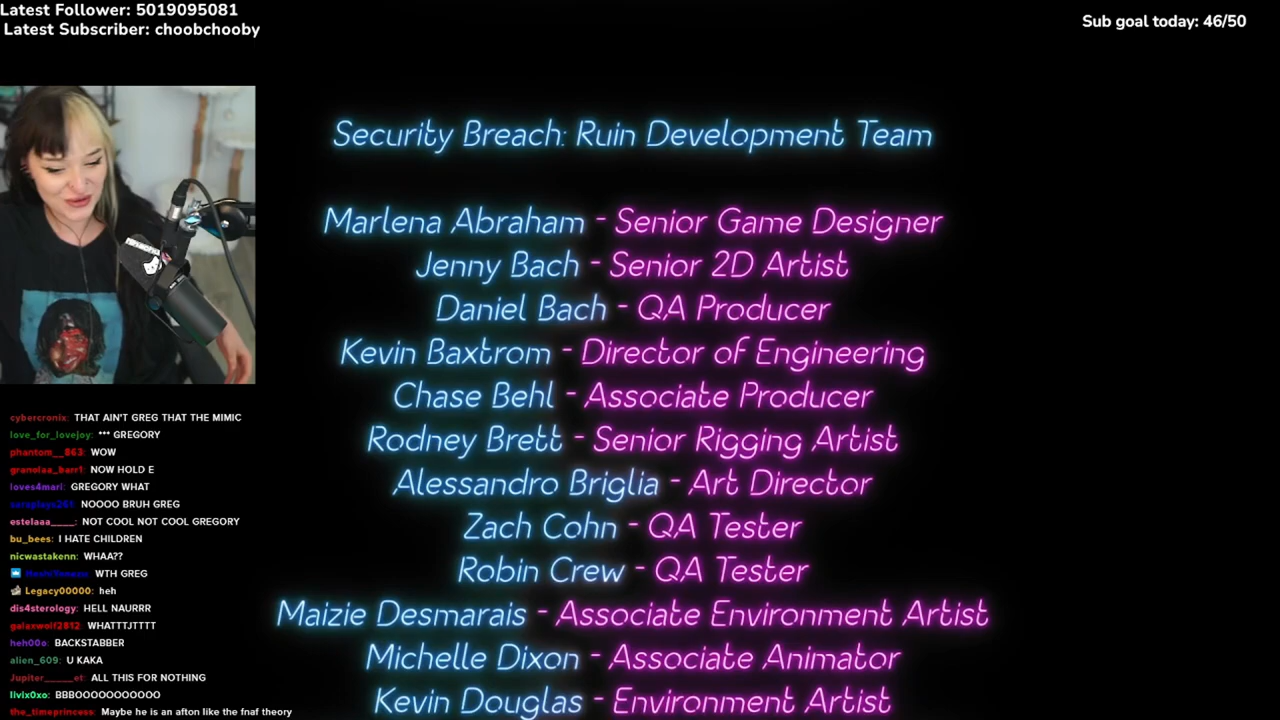 Latest Follower: 5019095081
Latest Subscriber: choobchooby
Sub goal today: 46/50
Security Breach: Ruin Development Team
Marlena Abraham - Senior Game Designer
Jenny Bach - Senior 2D Artist
Daniel Bach - QA Producer
Kevin Baxtrom - Director of Engineering
Chase Behl - Associate Producer
Rodney Brett - Senior Rigging Artist
Alessandro Briglia - Art Director
Zach Cohn - QA Tester
Robin Crew - QA Tester
Maizie Desmarais - Associate Environment Artist
Michelle Dixon - Associate Animator
Kevin Douglas - Environment Artist
cybercronix: THAT AIN'T GREG THAT THE MIMIC
love_for_lovejoy: *** GREGORY
phantom__863: WOW
granolaa_barr1: NOW HOLD E
loves4mari: GREGORY WHAT
NOOOO BRUH GREG
estelaaa____: NOT COOL NOT COOL GREGORY
bu_bees: I HATE CHILDREN
nicwastakenn: WHAA??
WTH GREG
Legacy00000: heh
dis4sterology: HELL NAURRR
galaxwolf2812: WHATTTJTTTT
heh00o: BACKSTABBER
alien_609: U KAKA
Jupiter_____et: ALL THIS FOR NOTHING
livix0xo: BBBOOOOOOOOOOO
the_timeprincess: Maybe he is an afton like the fnaf theory